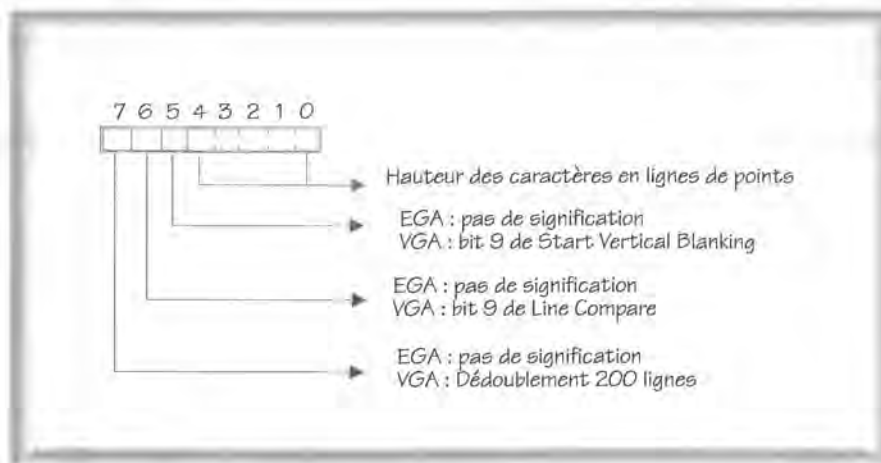 7 6 5 4 3 2 1 0
Hauteur des caractères en lignes de points
EGA : pas de signification
VGA : bit 9 de Start Vertical Blanking
EGA : pas de signification
VGA : bit 9 de Line Compare
EGA : pas de signification
VGA : Dédoublement 200 lignes